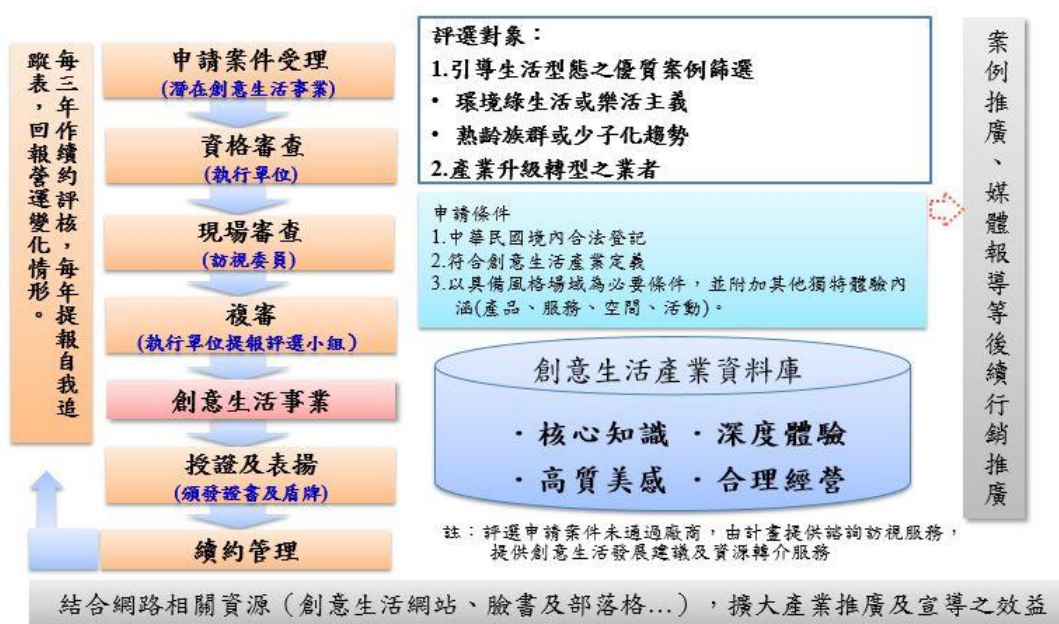 每三年作續約評核，每年提報自我追
蹤表，回報營運變化情形。
申請案件受理
(潛在創意生活事業)
資格審查
(執行單位)
現場審查
(訪視委員)
複審
(執行單位提報評選小組)
創意生活事業
授證及表揚
(頒發證書及盾牌)
續約管理
評選對象：
1.引導生活型態之優質案例篩選
• 環境綠生活或樂活主義
• 熟齡族群或少子化趨勢
2.產業升級轉型之業者
申請條件
1.中華民國境內合法登記
2.符合創意生活產業定義
3.以具備風格場域為必要條件，並附加其他獨特體驗內
涵(產品、服務、空間、活動)。
創意生活產業資料庫
·核心知識 ·深度體驗
·高質美感 ·合理經營
註：評選申請案件未通過廠商，由計畫提供諮詢訪視服務，
提供創意生活發展建議及資源轉介服務
案例推廣、媒體報導等後續行銷推廣
結合網路相關資源（創意生活網站、臉書及部落格...），擴大產業推廣及宣導之效益